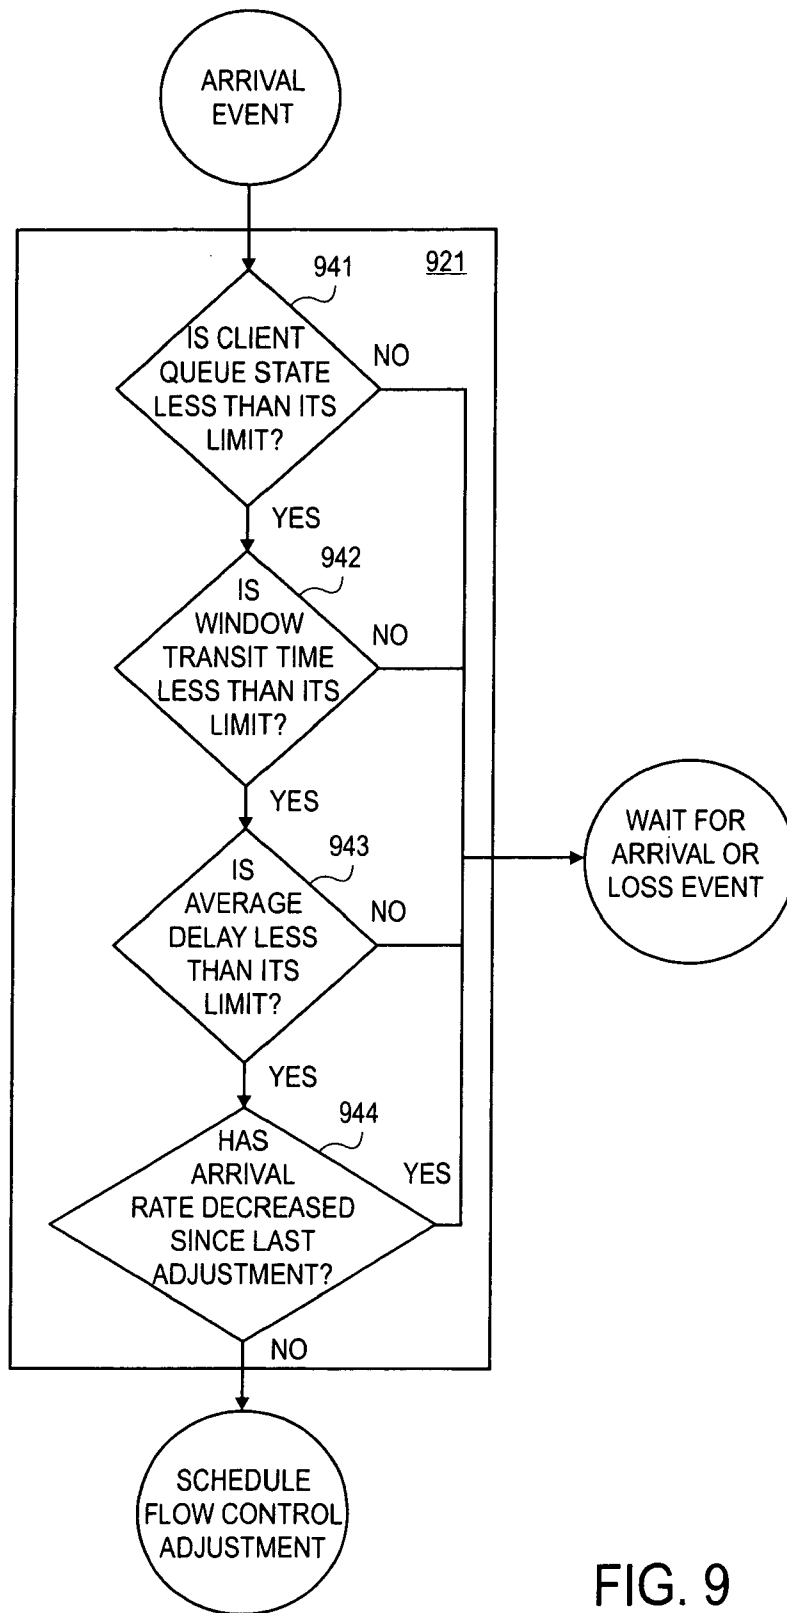 ARRIVAL
EVENT
921
941
IS CLIENT
QUEUE STATE
LESS THAN ITS
LIMIT?
NO
YES
942
IS
WINDOW
TRANSIT TIME
LESS THAN ITS
LIMIT?
NO
YES
943
IS
AVERAGE
DELAY LESS
THAN ITS
LIMIT?
NO
WAIT FOR
ARRIVAL OR
LOSS EVENT
YES
944
HAS
ARRIVAL
RATE DECREASED
SINCE LAST
ADJUSTMENT?
YES
NO
SCHEDULE
FLOW CONTROL
ADJUSTMENT
FIG. 9